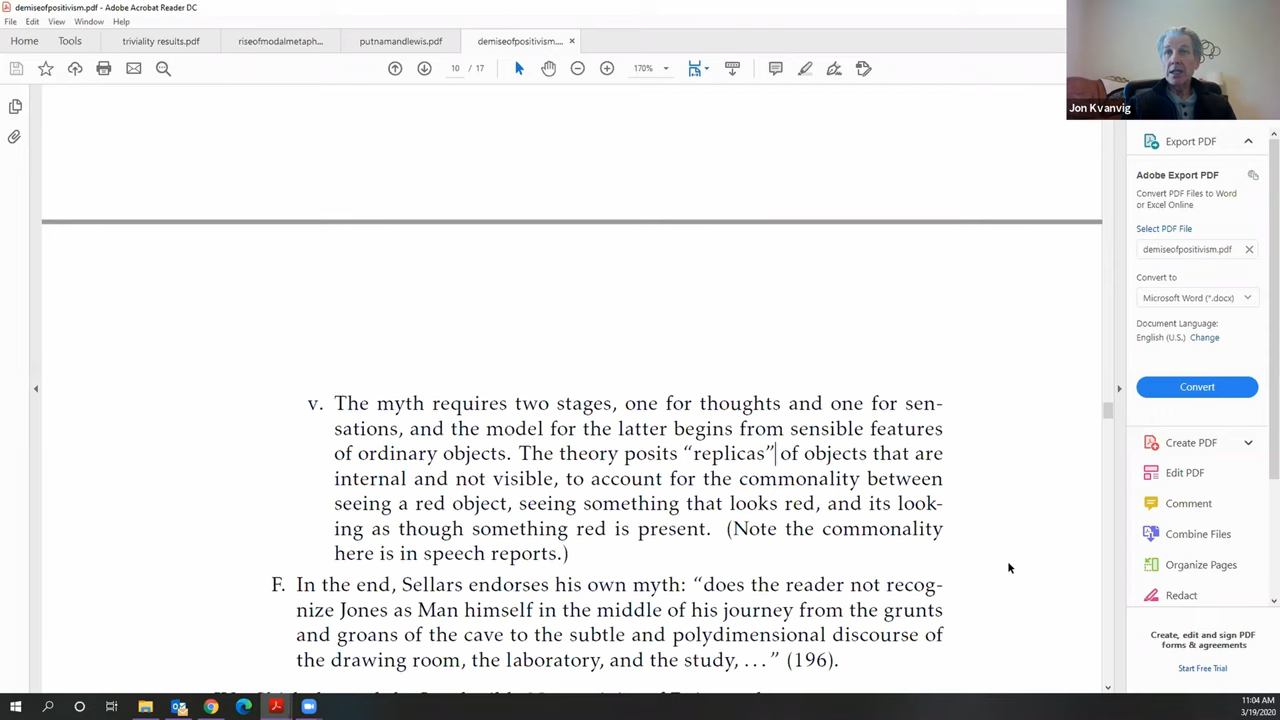 demiseofpositivism.pdf - Adobe Acrobat Reader DC
File Edit View Window Help
Home Tools triviality results.pdf riseofmodalmetaph... putnamandlewis.pdf demiseofpositivism....
10 / 17 170%
Jon Kvanvig
Export PDF
Adobe Export PDF
Convert PDF Files to Word
or Excel Online
Select PDF File
demiseofpositivism.pdf
Convert to
Microsoft Word (*.docx)
Document Language:
English (U.S.) Change
Convert
Create PDF
Edit PDF
Comment
Combine Files
Organize Pages
Redact
Create, edit and sign PDF
forms & agreements
Start Free Trial
v. The myth requires two stages, one for thoughts and one for sen-
sations, and the model for the latter begins from sensible features
of ordinary objects. The theory posits “replicas” of objects that are
internal and not visible, to account for the commonality between
seeing a red object, seeing something that looks red, and its look-
ing as though something red is present. (Note the commonality
here is in speech reports.)
F. In the end, Sellars endorses his own myth: “does the reader not recog-
nize Jones as Man himself in the middle of his journey from the grunts
and groans of the cave to the subtle and polydimensional discourse of
the drawing room, the laboratory, and the study, ...” (196).
11:04 AM
3/19/2020